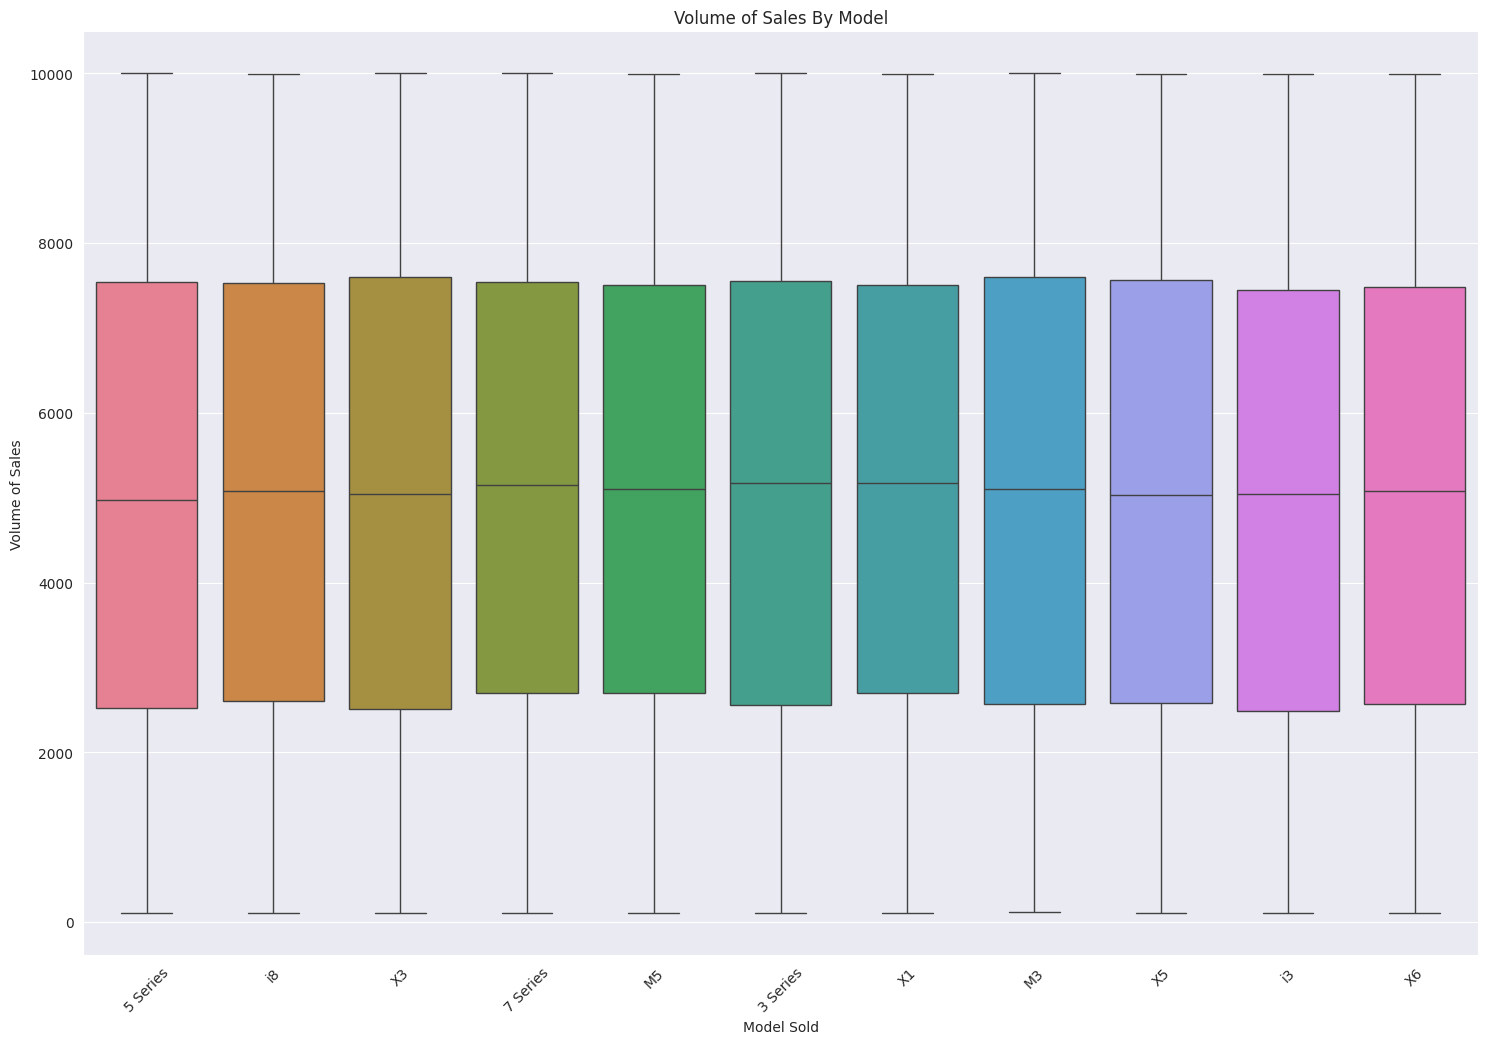 Volume of Sales By Model
Volume of Sales
10000
8000
6000
4000
2000
0
5 Series
i8
X3
7 Series
M5
3 Series
X1
M3
X5
i3
X6
Model Sold